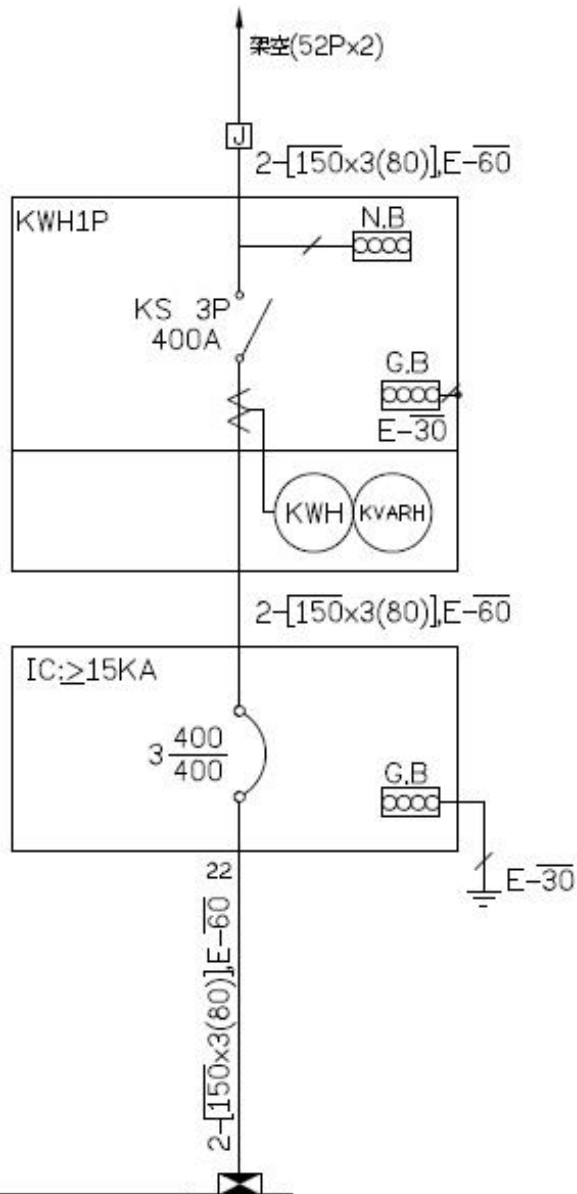 架空(52Px2)
J
2-[150x3(80)],E-60
KWH1P
N.B
KS 3P
400A
G.B
E-30
KWH
KVARH
2-[150x3(80)],E-60
IC:≥15KA
3 400
400
G.B
22
E-30
2-[150x3(80)],E-60